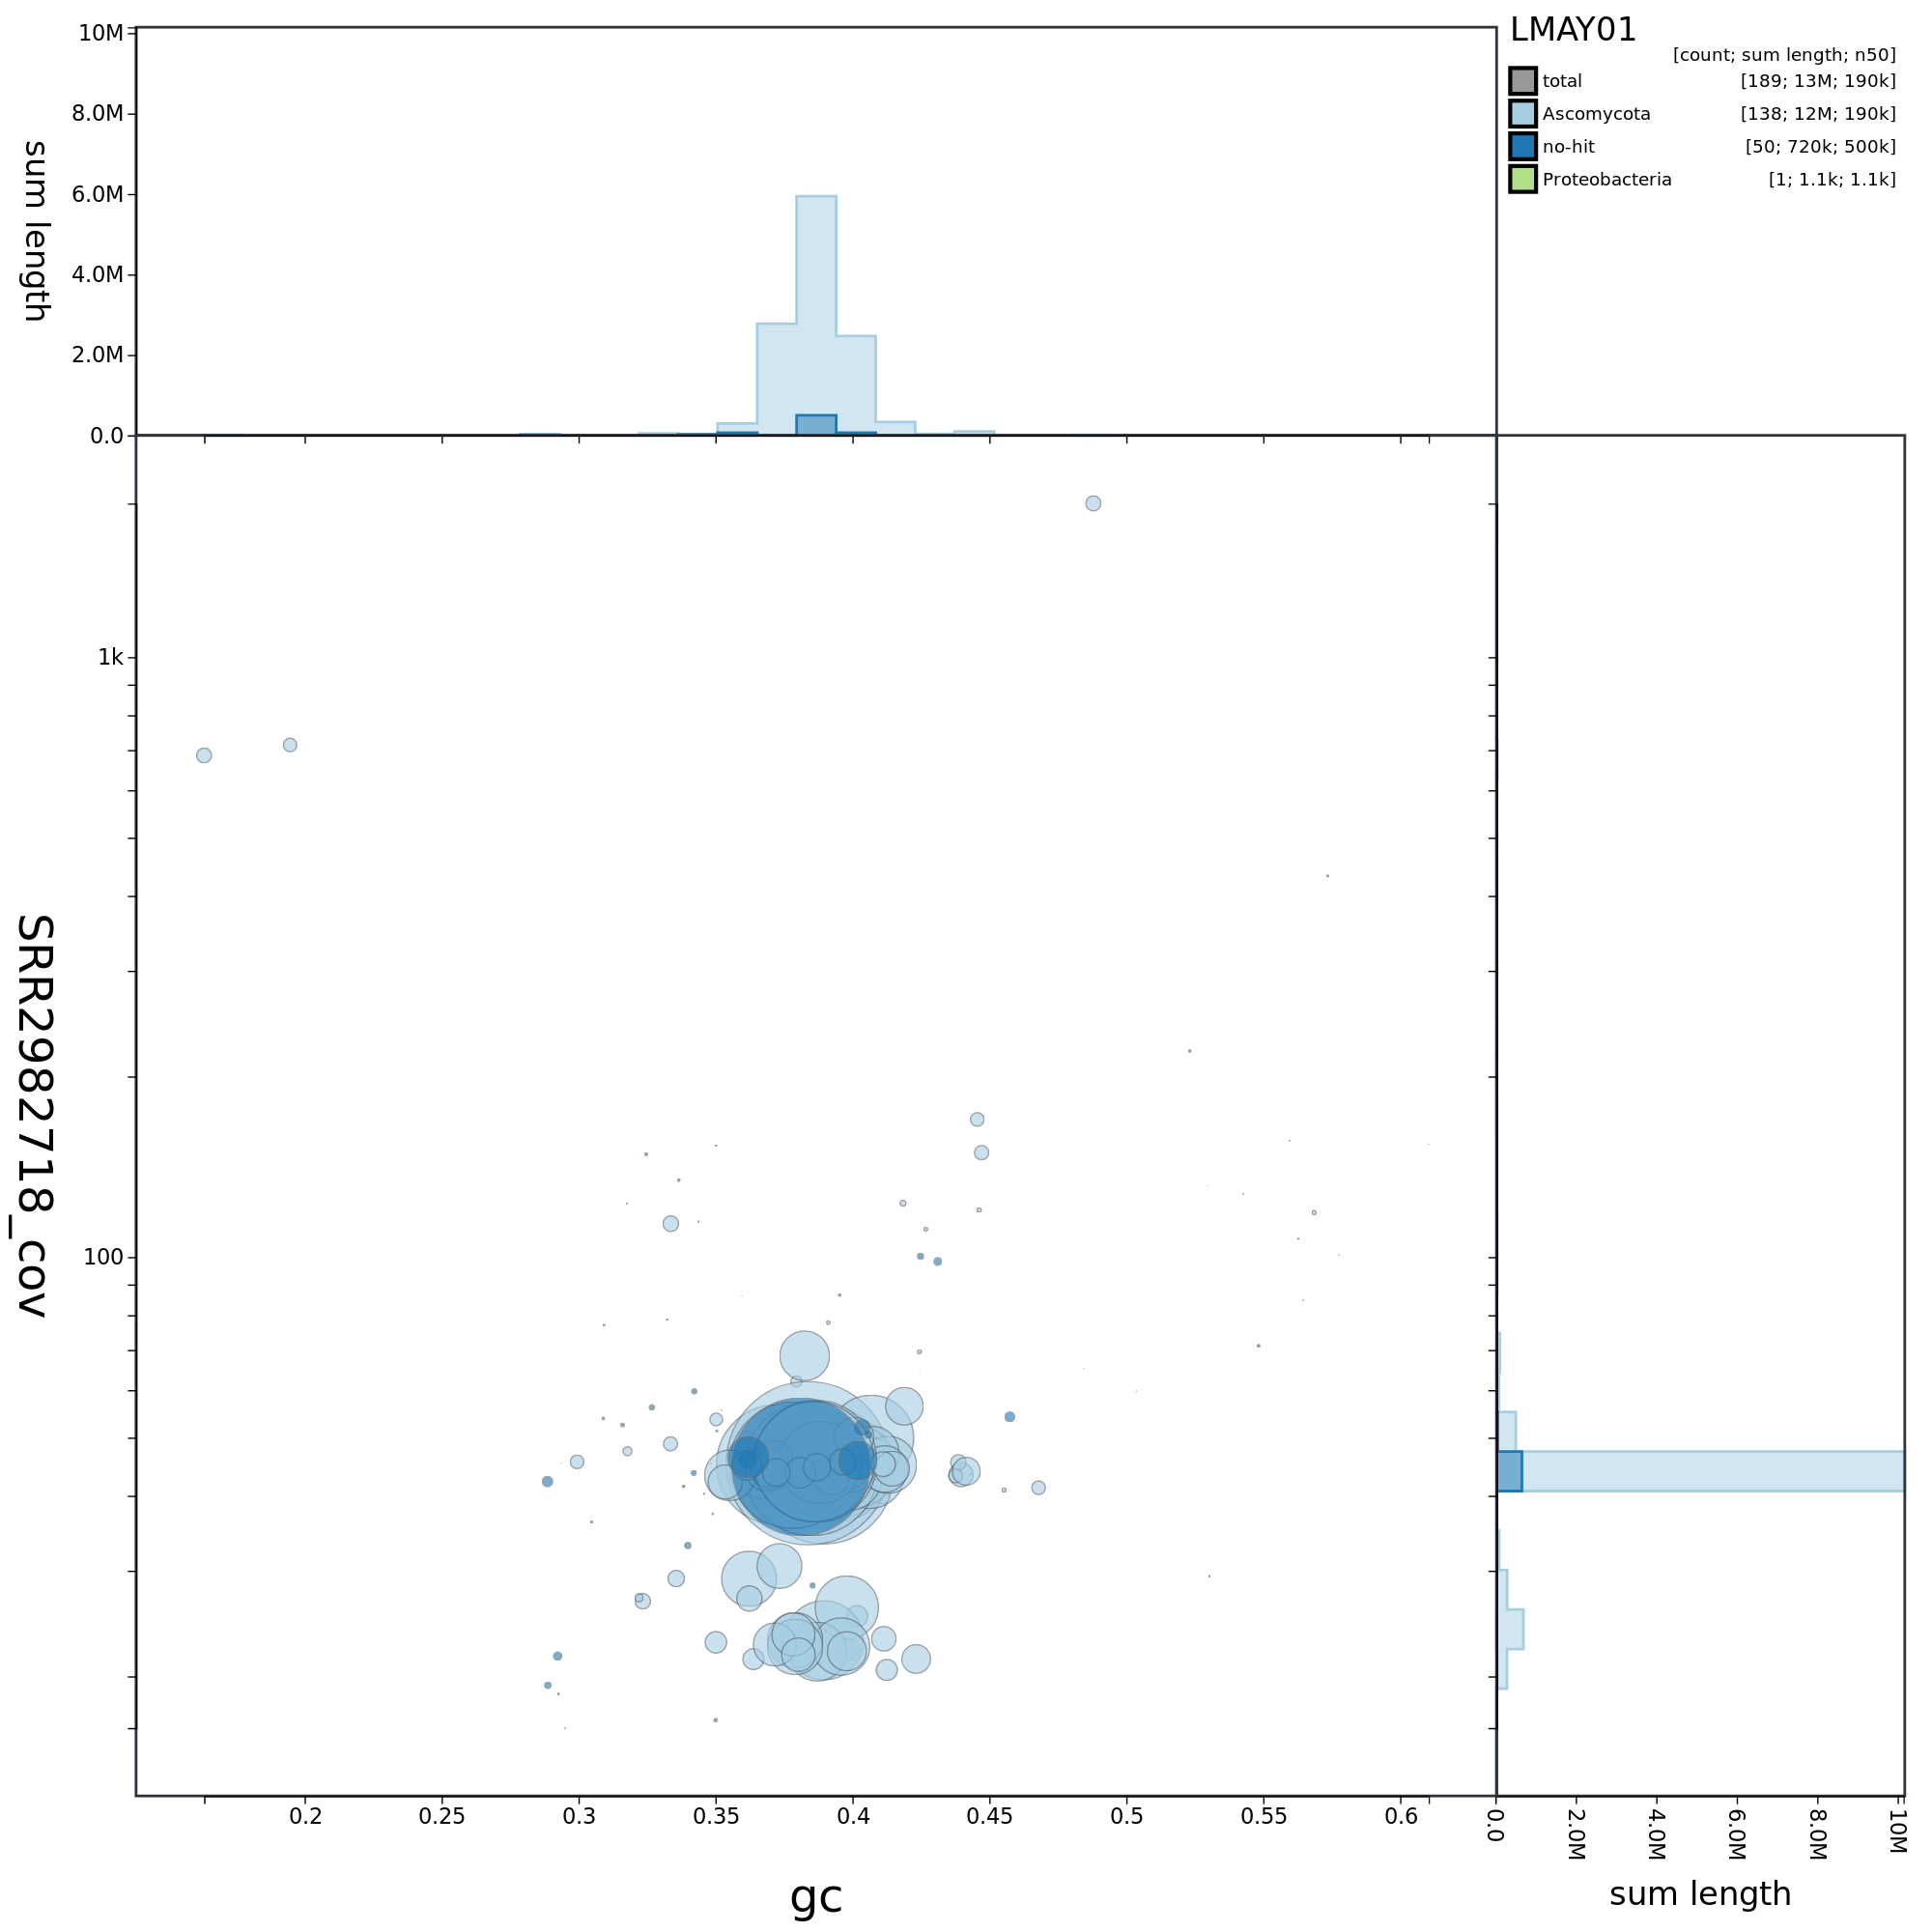 LMAY01
[count; sum length; n50]
total [189; 13M; 190k]
Ascomycota [138; 12M; 190k]
no-hit [50; 720k; 500k]
Proteobacteria [1; 1.1k; 1.1k]
10M
8.0M
6.0M
4.0M
2.0M
0.0
sum length
1k
100
SRR2982718_cov
0.2 0.25 0.3 0.35 0.4 0.45 0.5 0.55 0.6
gc
0.0 2.0M 4.0M 6.0M 8.0M 10M
sum length